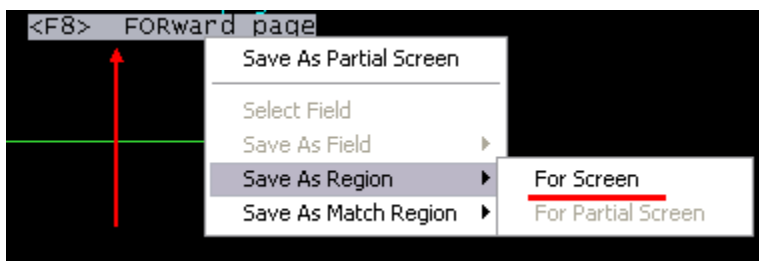 <F8> FORward page
Save As Partial Screen
Select Field
Save As Field
Save As Region
For Screen
Save As Match Region
For Partial Screen